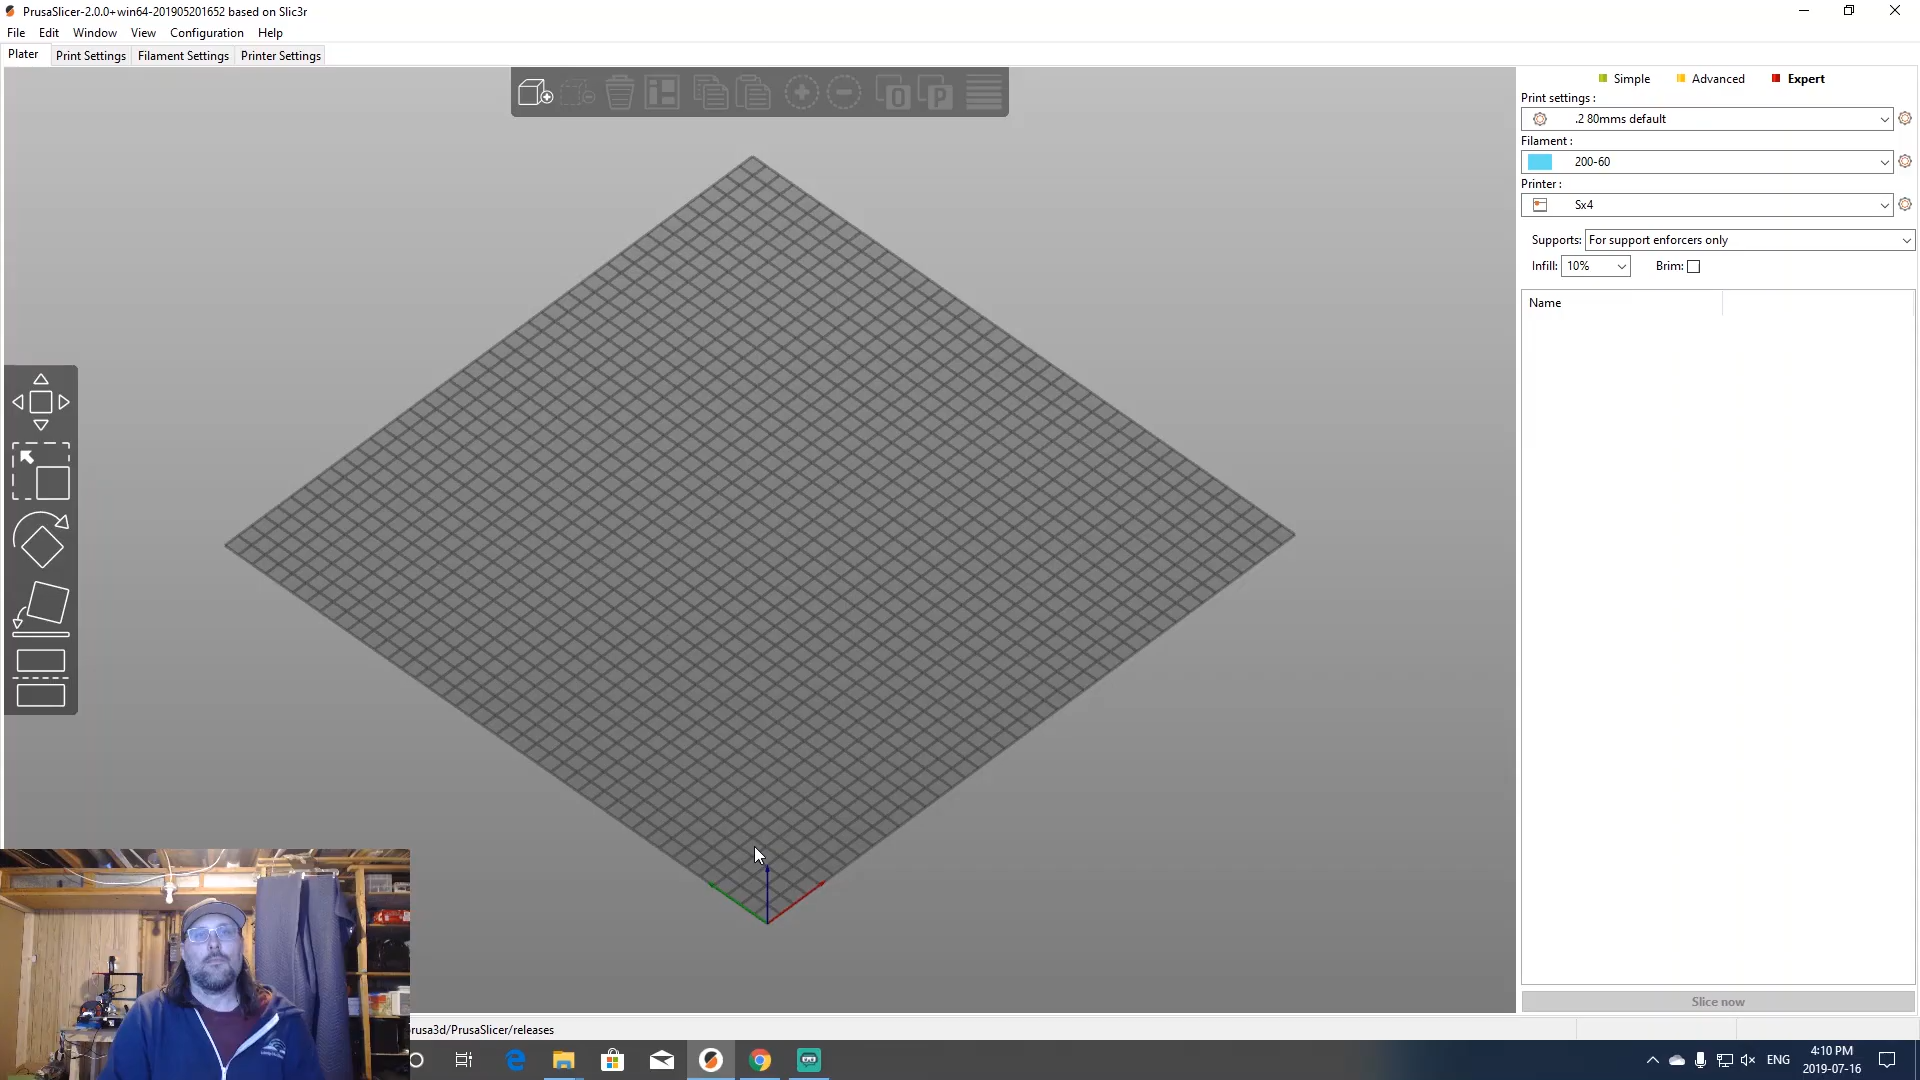 PrusaSlicer-2.0.0+win64-201905201652 based on Slic3r
File Edit Window View Configuration Help
Plater Print Settings Filament Settings Printer Settings
Simple Advanced Expert
Print settings :
.2 80mms default
Filament :
200-60
Printer :
Sx4
Supports: For support enforcers only
Infill: 10% Brim:
Name
Slice now
rusa3d/PrusaSlicer/releases
ENG
4:10 PM
2019-07-16